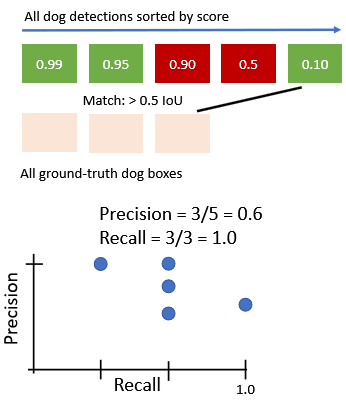 All dog detections sorted by score
0.99 0.95 0.90 0.5 0.10
Match: > 0.5 IoU
All ground-truth dog boxes
Precision = 3/5 = 0.6
Recall = 3/3 = 1.0
Precision
Recall
1.0